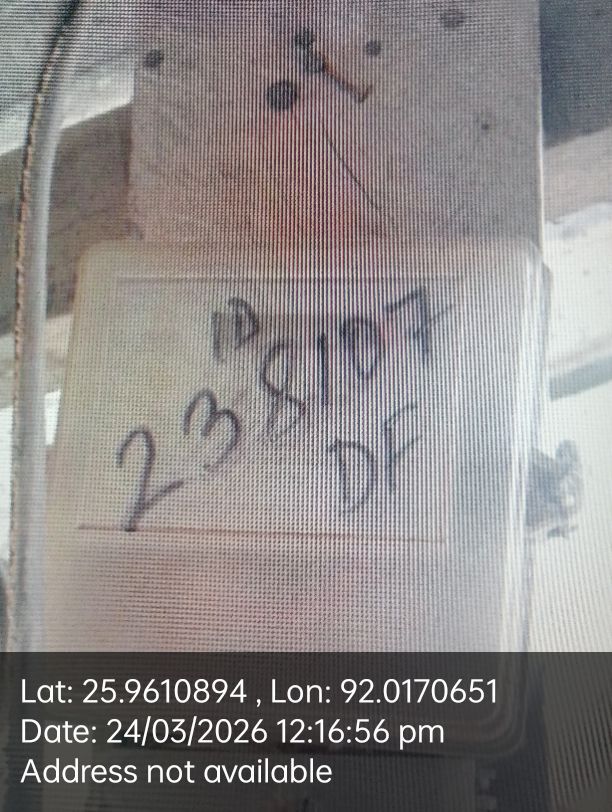 ID
238107
DF
Lat: 25.9610894 , Lon: 92.0170651
Date: 24/03/2026 12:16:56 pm
Address not available